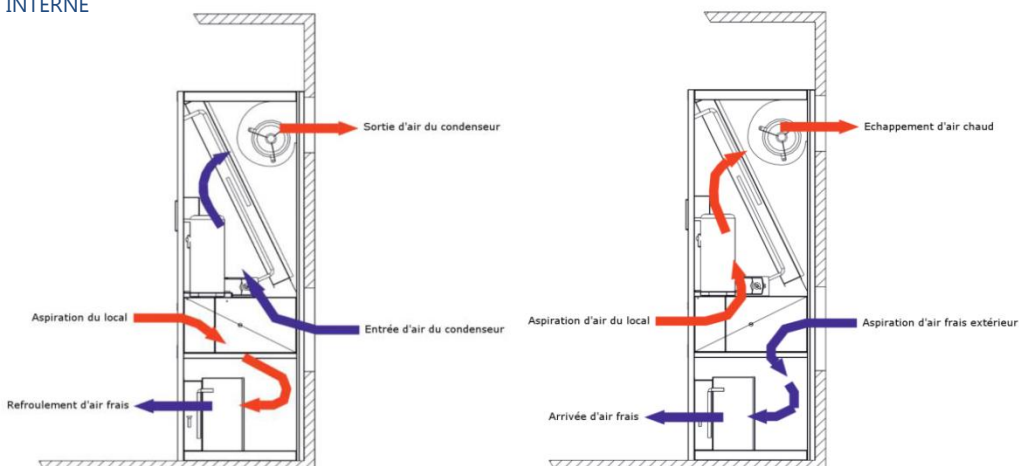 INTERNE
Sortie d'air du condenseur
Aspiration du local
Entrée d'air du condenseur
Refroulement d'air frais
Echappement d'air chaud
Aspiration d'air du local
Aspiration d'air frais extérieur
Arrivée d'air frais